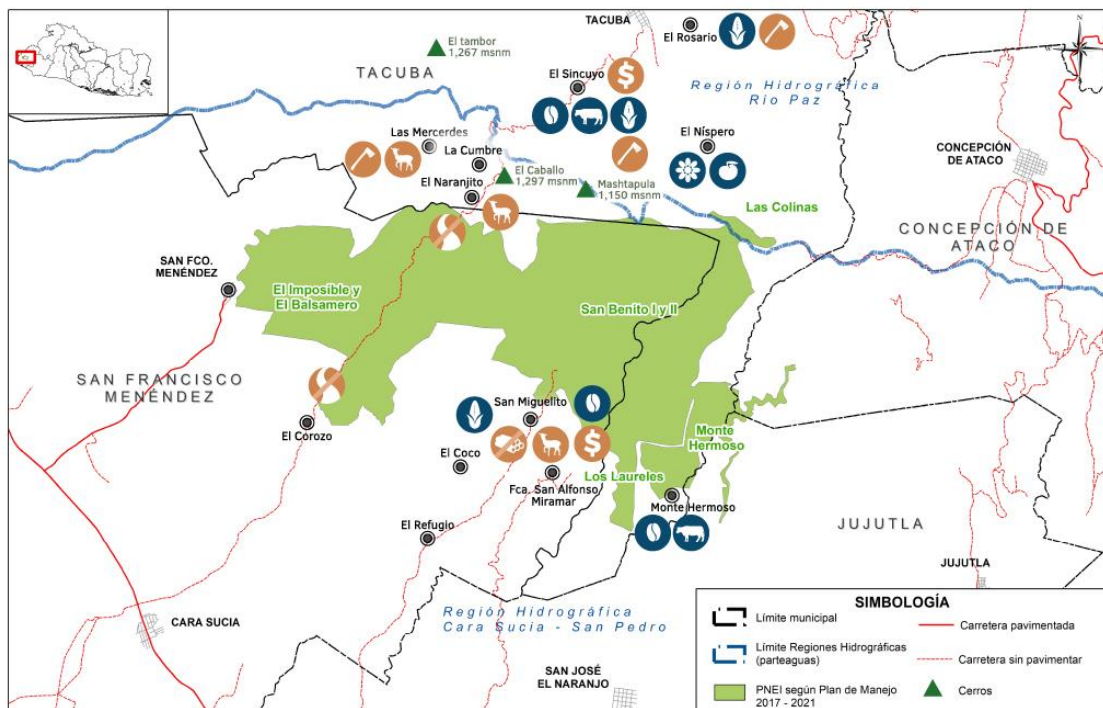 TACUBA
El Rosario
N
El tambor
1,267 msnm
TACUBA
El Sincuyo
$
Región Hidrográfica
Río Paz
Las Mercerdes
La Cumbre
El Níspero
CONCEPCIÓN
DE ATACO
El Caballo
1,297 msnm
El Naranjito
Mashtapula
1,150 msnm
Las Colinas
CONCEPCIÓN DE
ATACO
SAN FCO.
MENÉNDEZ
El Imposible y
El Balsamero
San Benito I y II
SAN FRANCISCO
MENÉNDEZ
San Miguelito
El Corozo
$
Monte
Hermoso
El Coco
Los Laureles
Fca. San Alfonso
Miramar
Monte Hermoso
El Refugio
JUJUTLA
JUJUTLA
CARA SUCIA
Región Hidrográfica
Cara Sucia - San Pedro
SAN JOSÉ
EL NARANJO
SIMBOLOGÍA
Límite municipal
Carretera pavimentada
Límite Regiones Hidrográficas
(parteaguas)
Carretera sin pavimentar
PNEI según Plan de Manejo
2017 - 2021
Cerros